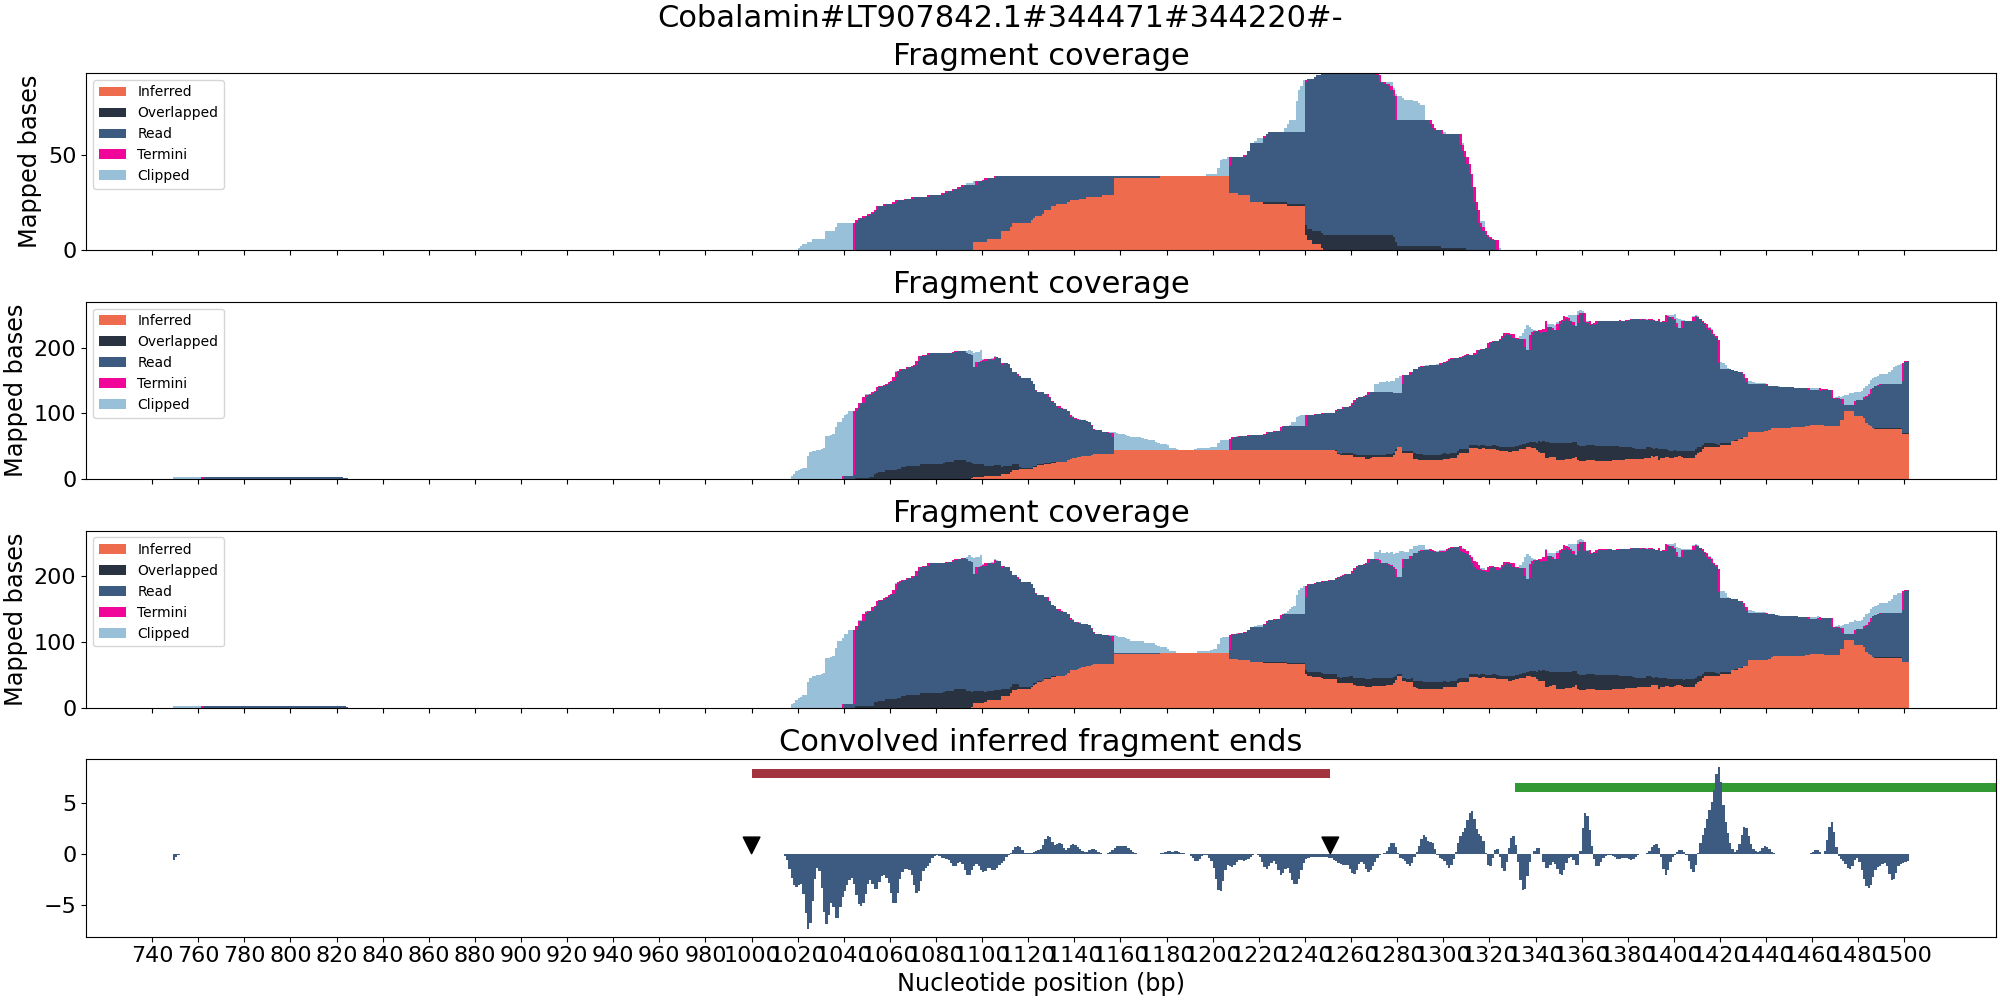 Cobalamin#LT907842.1#344471#344220#-
Fragment coverage
Mapped bases
50
0
Inferred
Overlapped
Read
Termini
Clipped
Fragment coverage
Mapped bases
200
100
0
Inferred
Overlapped
Read
Termini
Clipped
Fragment coverage
Mapped bases
200
100
0
Inferred
Overlapped
Read
Termini
Clipped
Convolved inferred fragment ends
5
0
−5
740 760 780 800 820 840 860 880 900 920 940 960 980 1000 1020 1040 1060 1080 1100 1120 1140 1160 1180 1200 1220 1240 1260 1280 1300 1320 1340 1360 1380 1400 1420 1440 1460 1480 1500
Nucleotide position (bp)